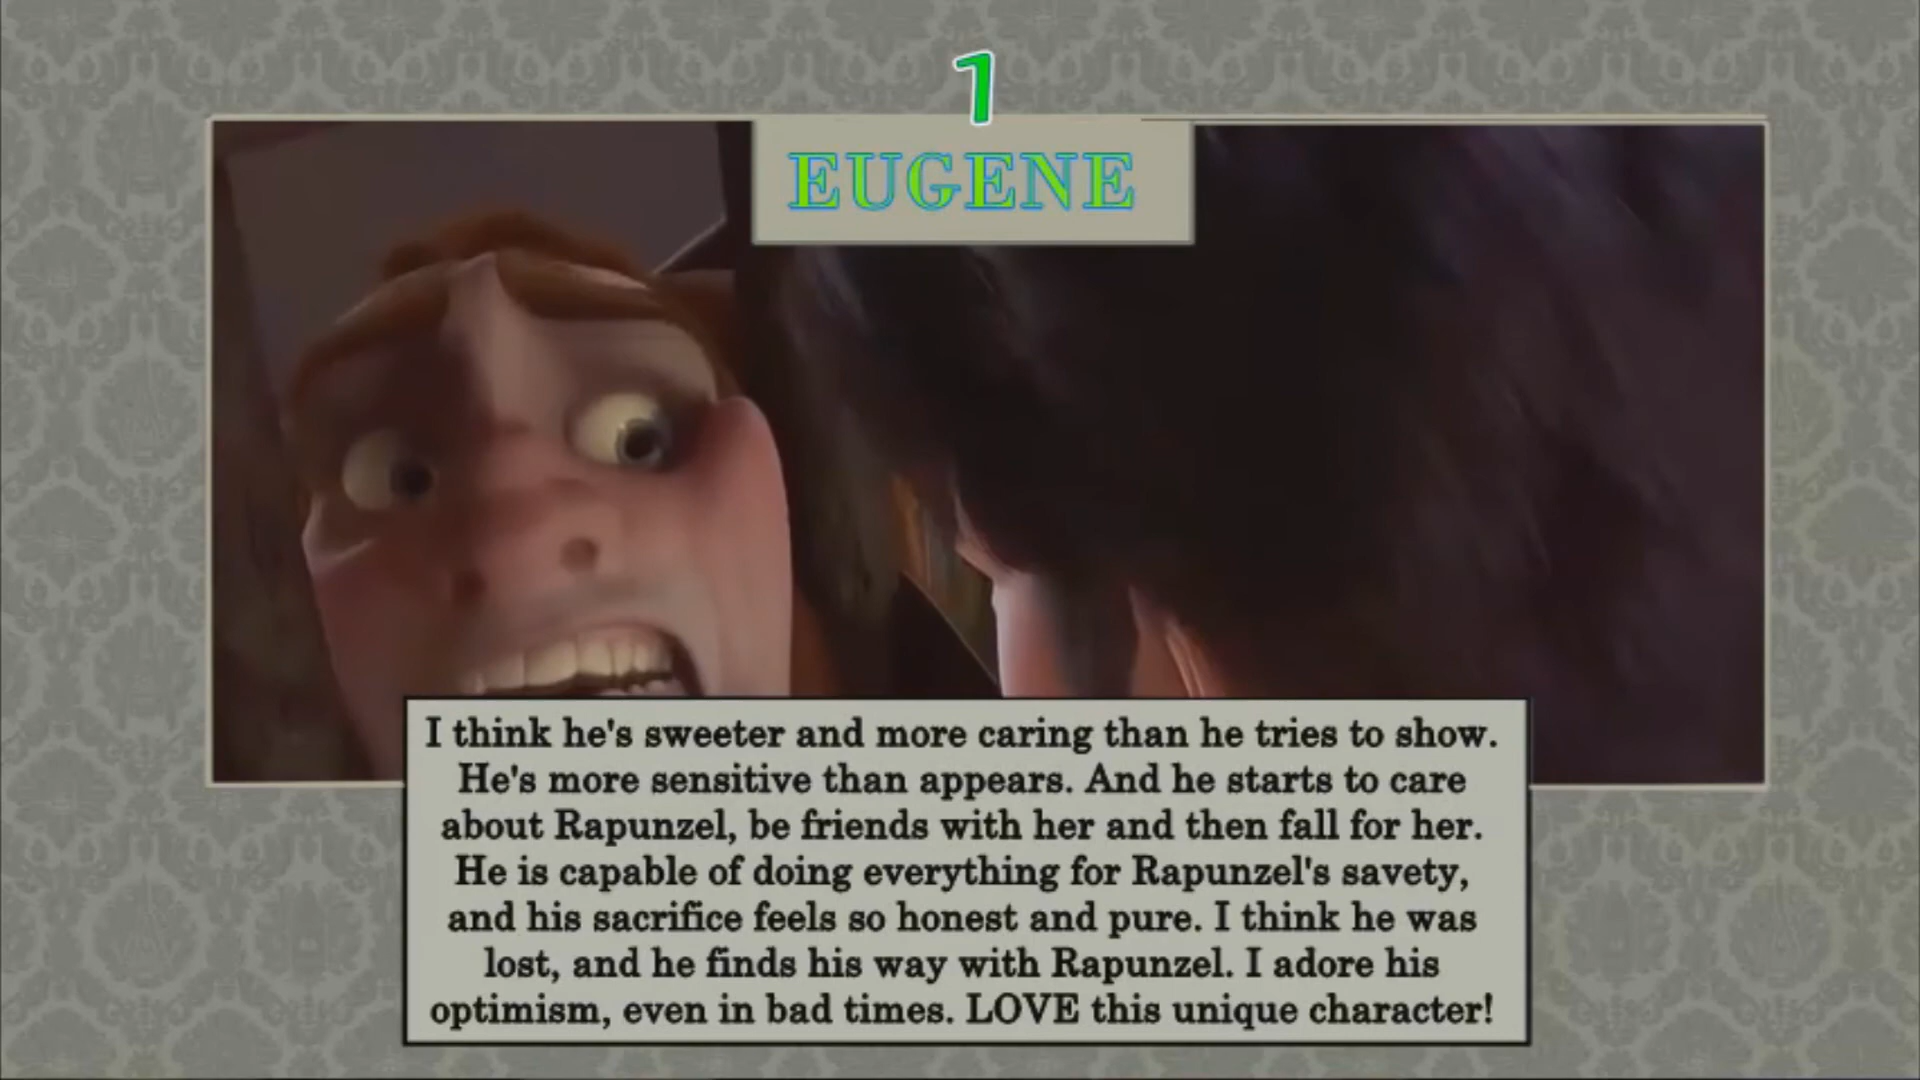 1
EUGENE
I think he's sweeter and more caring than he tries to show.
He's more sensitive than appears. And he starts to care
about Rapunzel, be friends with her and then fall for her.
He is capable of doing everything for Rapunzel's savety,
and his sacrifice feels so honest and pure. I think he was
lost, and he finds his way with Rapunzel. I adore his
optimism, even in bad times. LOVE this unique character!